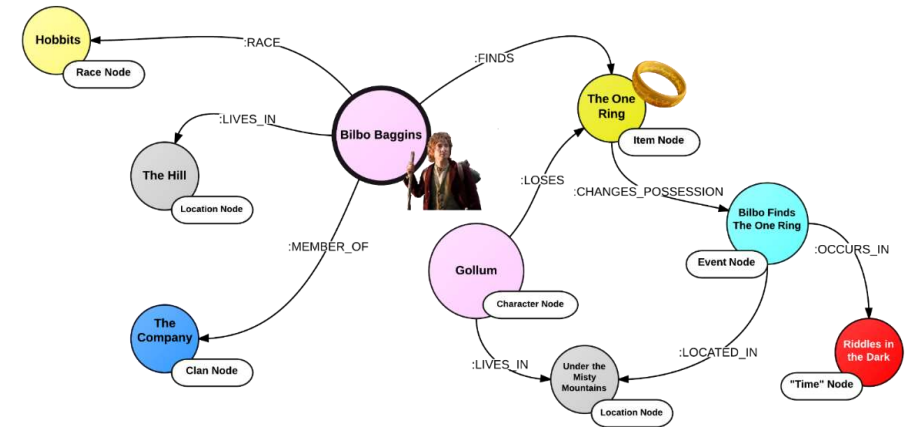 Hobbits
Race Node
:RACE
:FINDS
The One
Ring
Item Node
:LIVES_IN
Bilbo Baggins
The Hill
Location Node
:LOSES
:CHANGES_POSSESSION
Bilbo Finds
The One Ring
Event Node
:OCCURS_IN
:MEMBER_OF
Gollum
Character Node
The
Company
Clan Node
:LIVES_IN
:LOCATED_IN
Under the
Misty
Mountains
Location Node
Riddles in
the Dark
"Time" Node